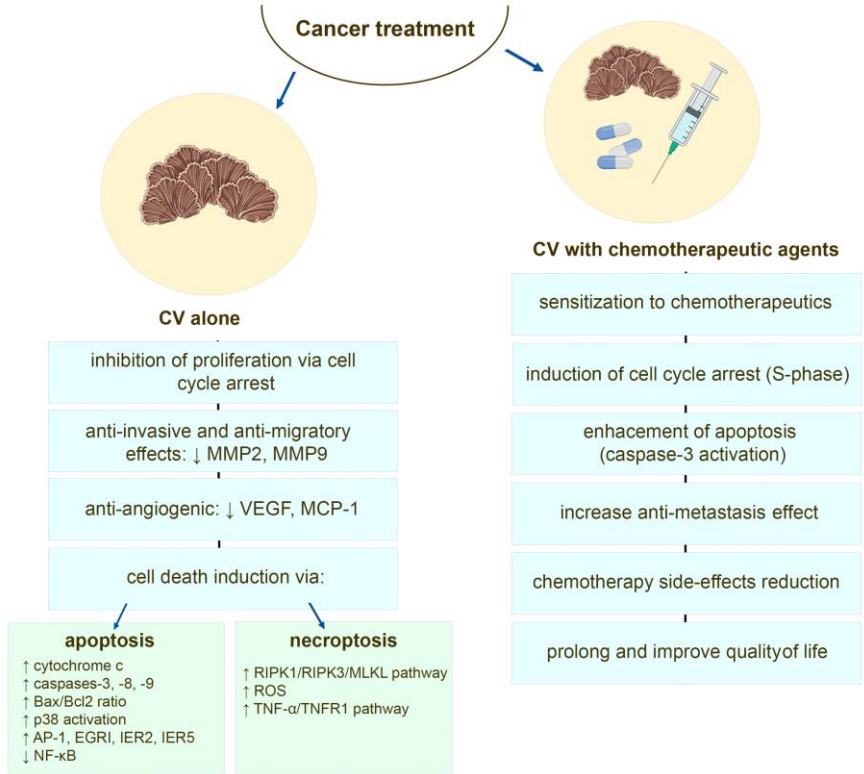 Cancer treatment
CV alone
inhibition of proliferation via cell
cycle arrest
anti-invasive and anti-migratory
effects: ↓ MMP2, MMP9
anti-angiogenic: ↓ VEGF, MCP-1
cell death induction via:
apoptosis
↑ cytochrome c
↑ caspases-3, -8, -9
↑ Bax/Bcl2 ratio
↑ p38 activation
↑ AP-1, EGRI, IER2, IER5
↓ NF-κB
necroptosis
↑ RIPK1/RIPK3/MLKL pathway
↑ ROS
↑ TNF-α/TNFR1 pathway
CV with chemotherapeutic agents
sensitization to chemotherapeutics
induction of cell cycle arrest (S-phase)
enhacement of apoptosis
(caspase-3 activation)
increase anti-metastasis effect
chemotherapy side-effects reduction
prolong and improve qualityof life